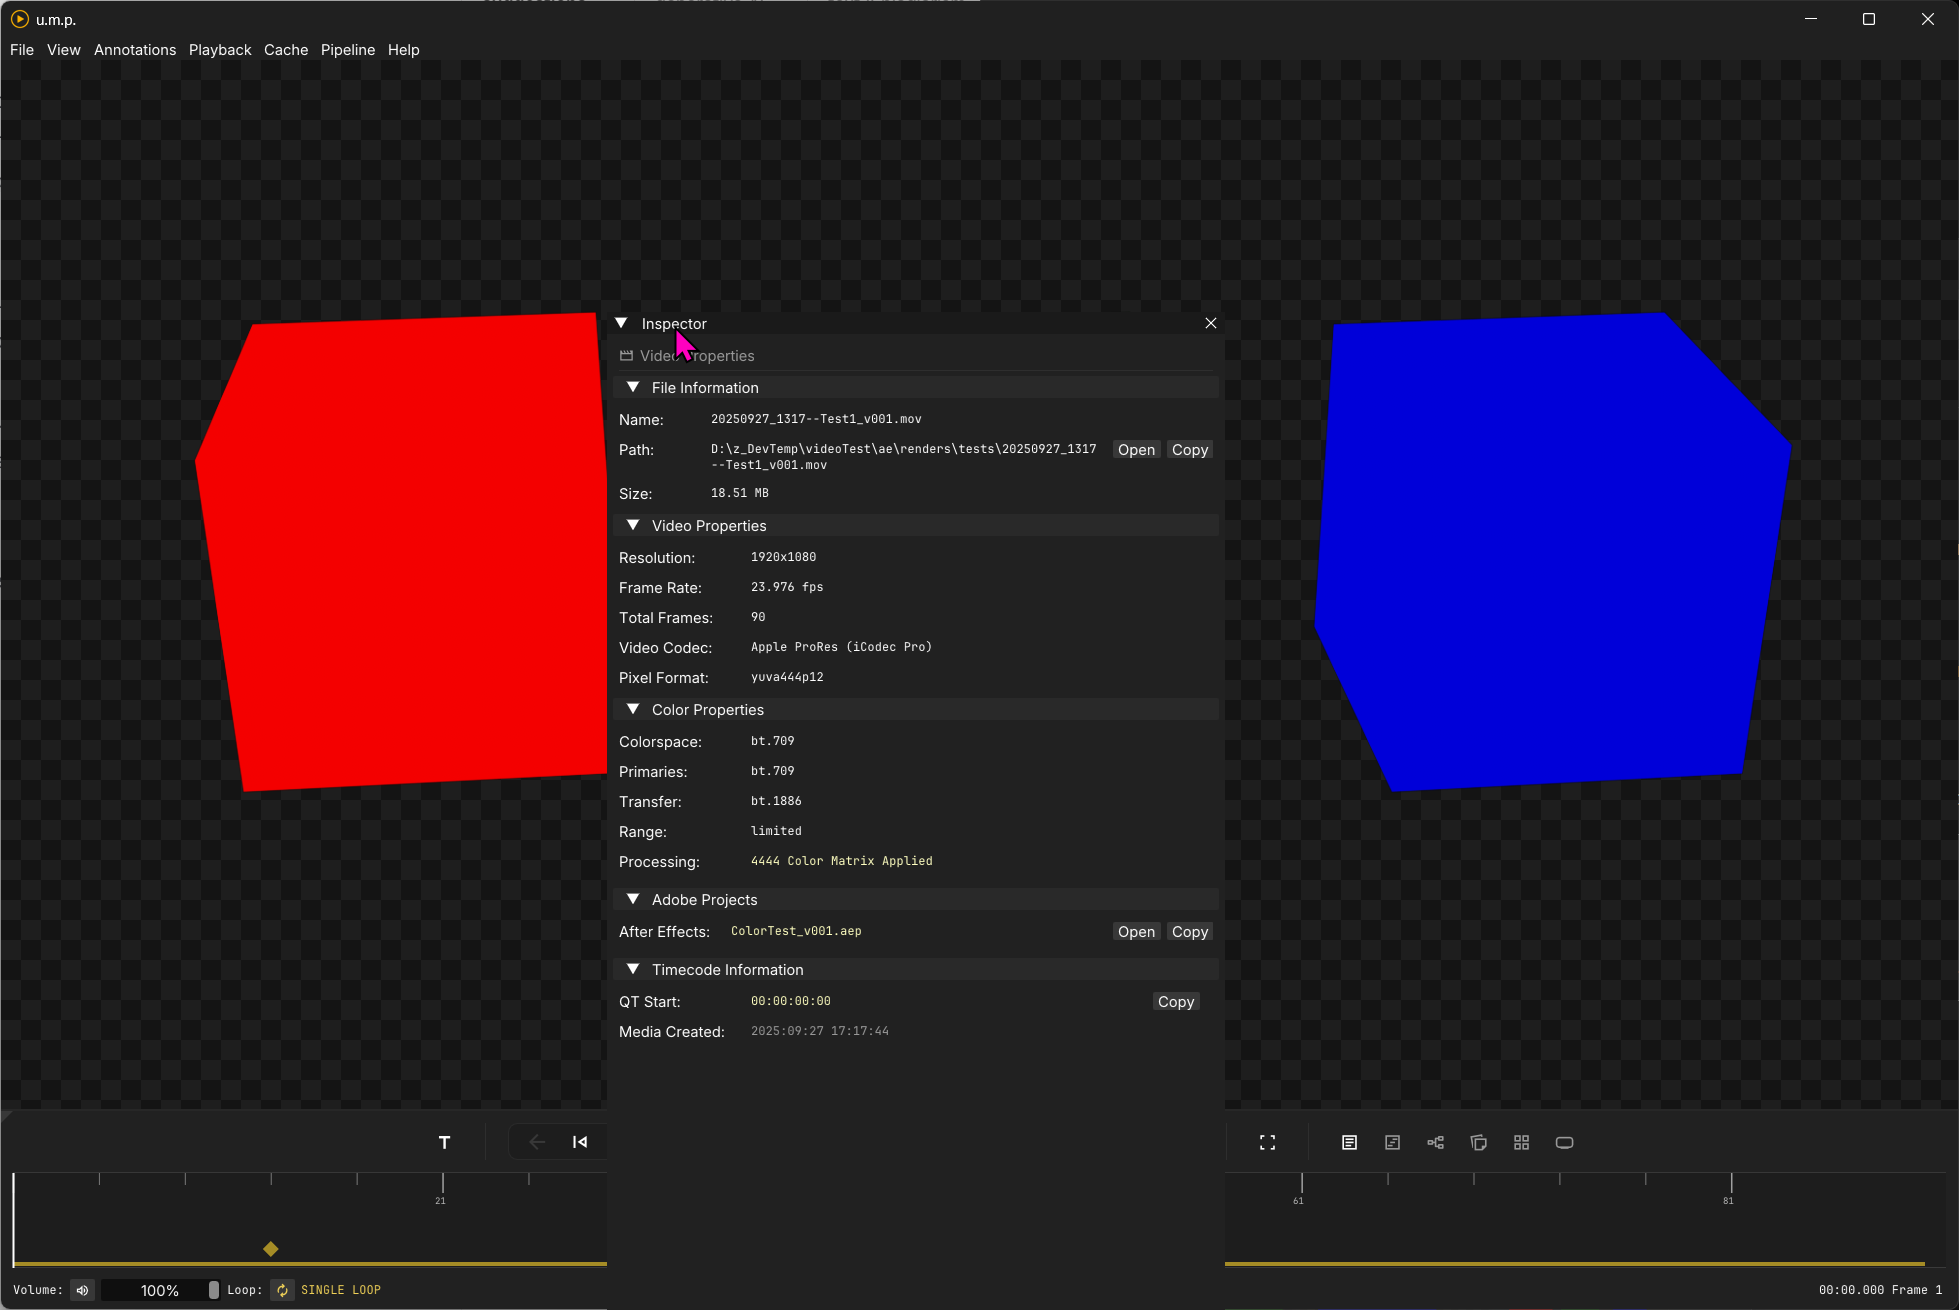 u.m.p.
File View Annotations Playback Cache Pipeline Help
Inspector
Video Properties
File Information
Name: 20250927_1317--Test1_v001.mov
Path: D:\z_DevTemp\videoTest\ae\renders\tests\20250927_1317 Open Copy
--Test1_v001.mov
Size: 18.51 MB
Video Properties
Resolution: 1920x1080
Frame Rate: 23.976 fps
Total Frames: 90
Video Codec: Apple ProRes (iCodec Pro)
Pixel Format: yuva444p12
Color Properties
Colorspace: bt.709
Primaries: bt.709
Transfer: bt.1886
Range: limited
Processing: 4444 Color Matrix Applied
Adobe Projects
After Effects: ColorTest_v001.aep Open Copy
Timecode Information
QT Start: 00:00:00:00 Copy
Media Created: 2025:09:27 17:17:44
T
21 61 81
Volume: 100% Loop: SINGLE LOOP 00:00.000 Frame 1